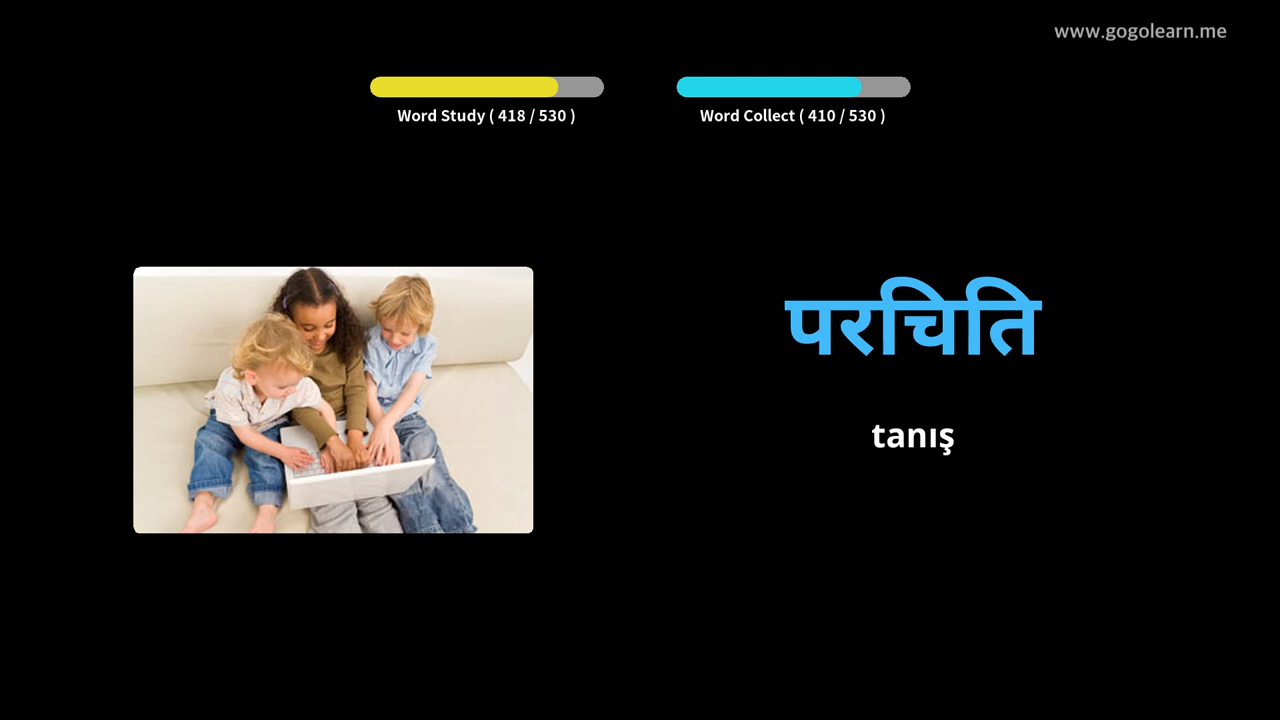 www.gogolearn.me
Word Study ( 418 / 530 )
Word Collect ( 410 / 530 )
परचिति
tanış